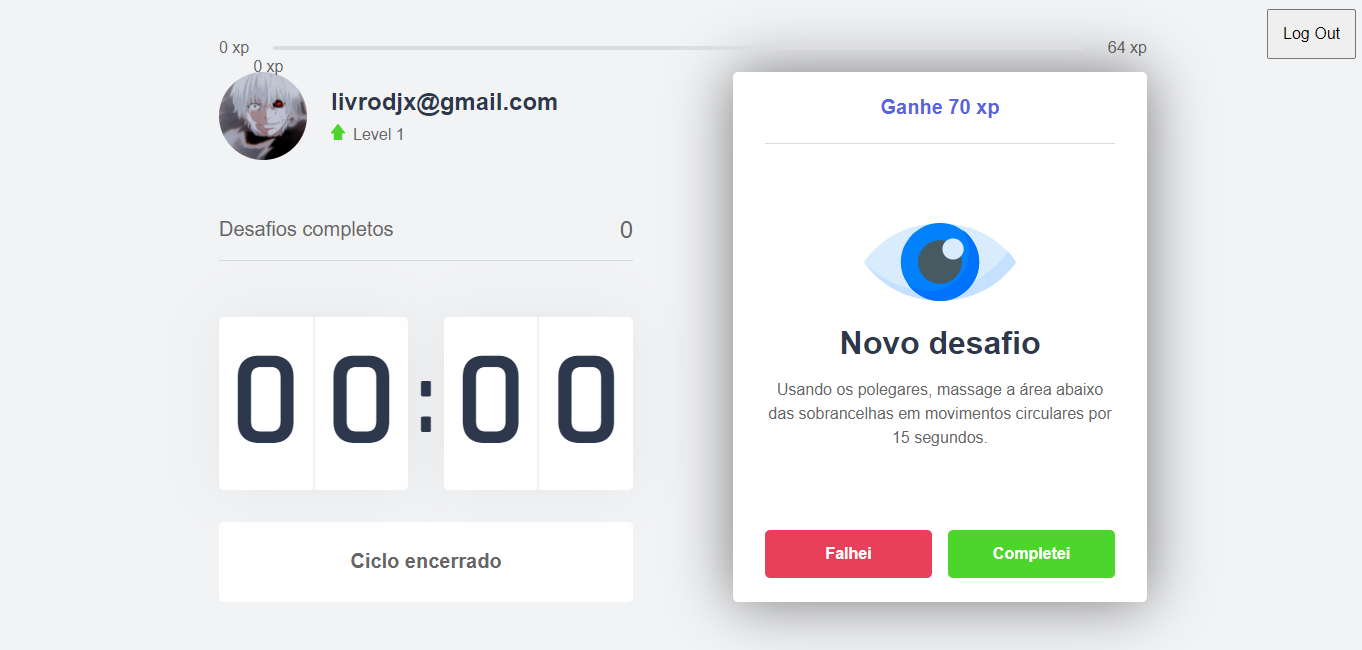 Log Out
0 xp
64 xp
0 xp
livrodjx@gmail.com
Level 1
Desafios completos
0
00:00
Ciclo encerrado
Ganhe 70 xp
Novo desafio
Usando os polegares, massage a área abaixo
das sobrancelhas em movimentos circulares por
15 segundos.
Falhei
Completei